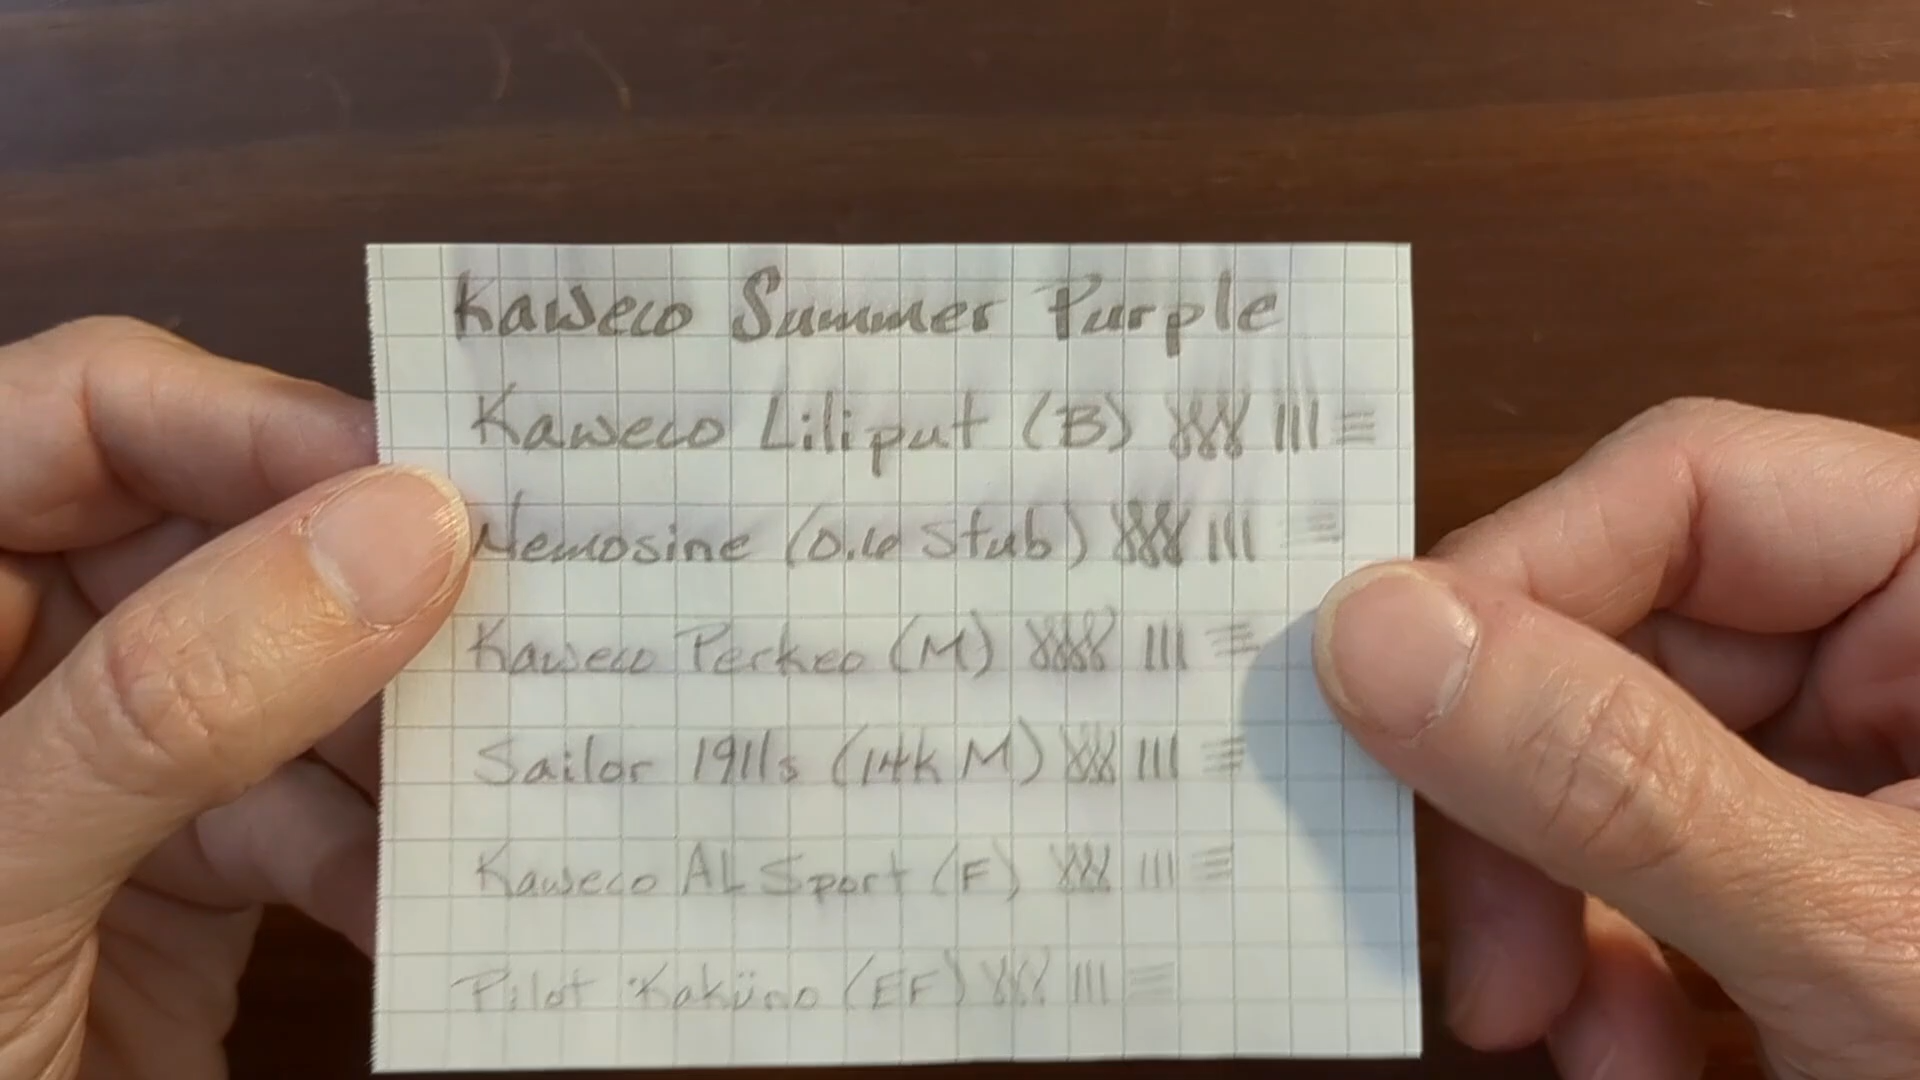 Kaweco Summer Purple
Kaweco Liliput (B)
Nemosine (0.6 Stub)
Kaweco Perkeo (M)
Sailor 1911s (14k M)
Kaweco AL Sport (F)
Pilot Kaküno (EF)